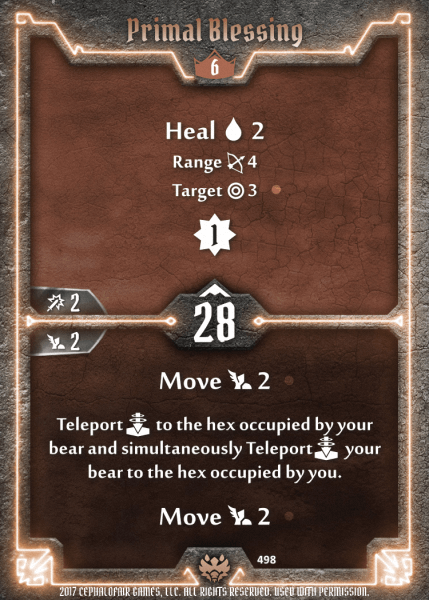 Primal Blessing
6
Heal 2
Range 4
Target 3
1
2
28
2
Move 2
Teleport to the hex occupied by your
bear and simultaneously Teleport your
bear to the hex occupied by you.
Move 2
498
2017 CEPHALOFAIR GAMES, LLC. ALL RIGHTS RESERVED. USED WITH PERMISSION.